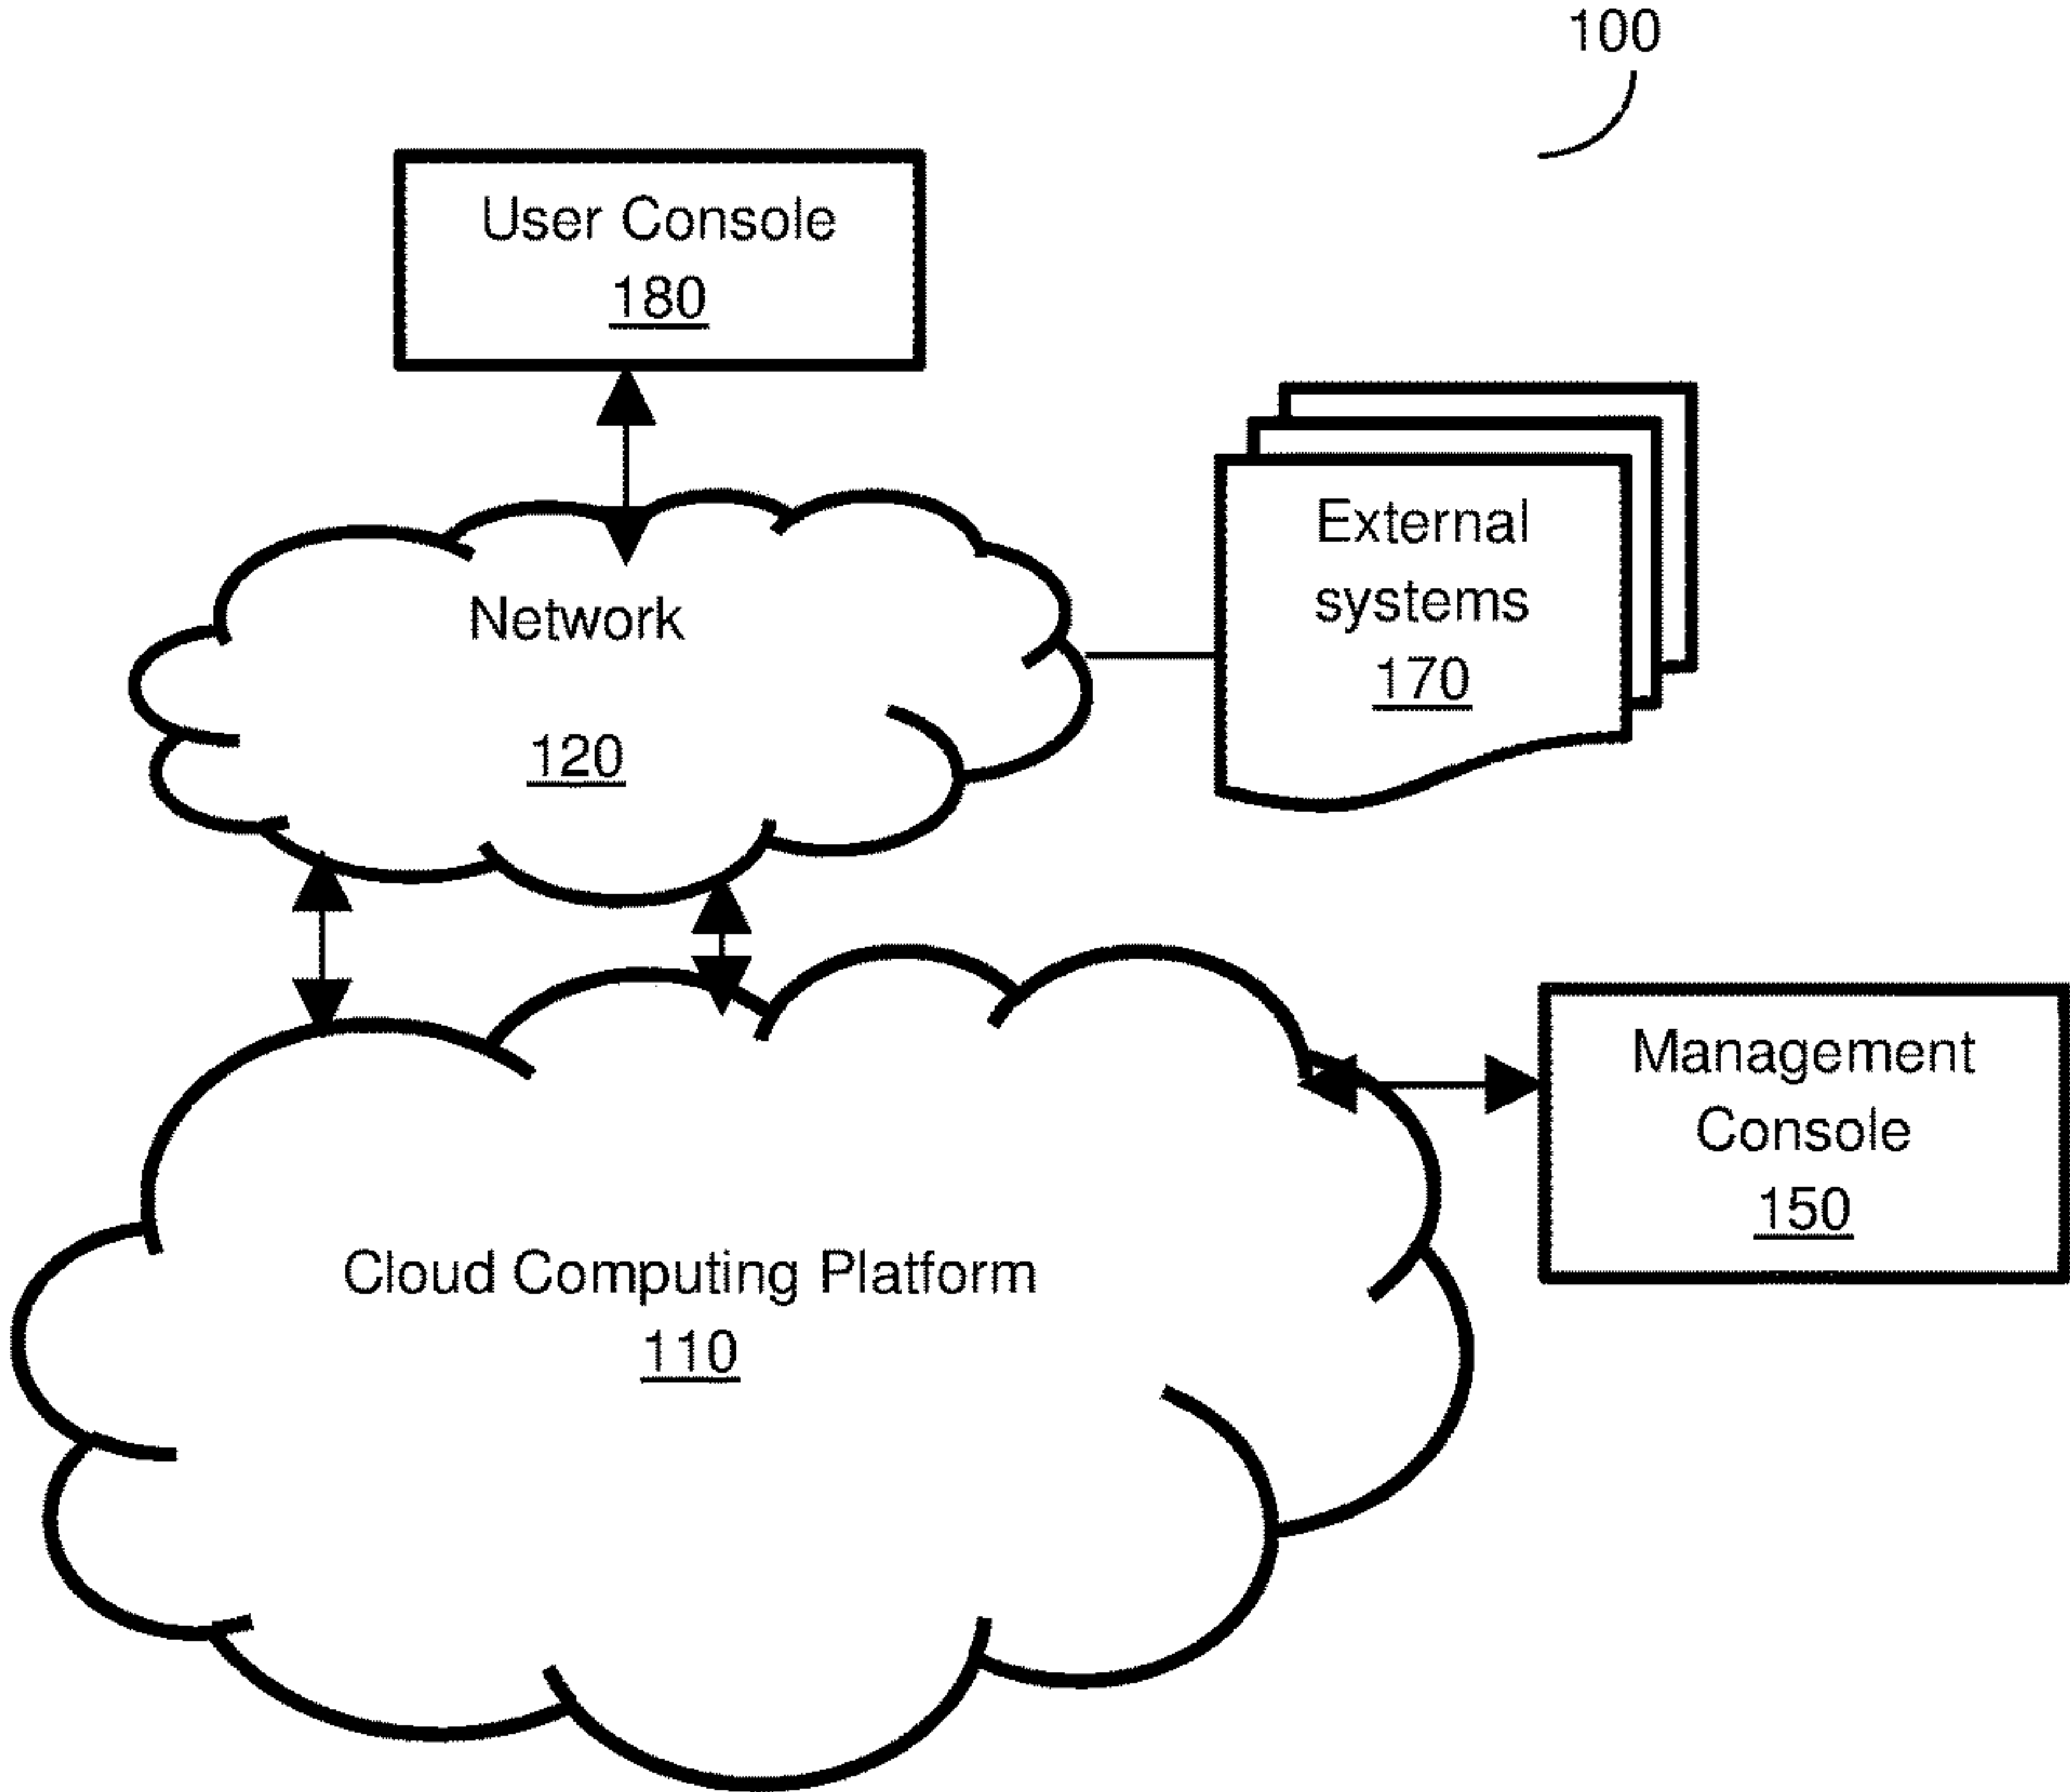 100
User Console
180
External
systems
170
Network
120
Management
Console
150
Cloud Computing Platform
110